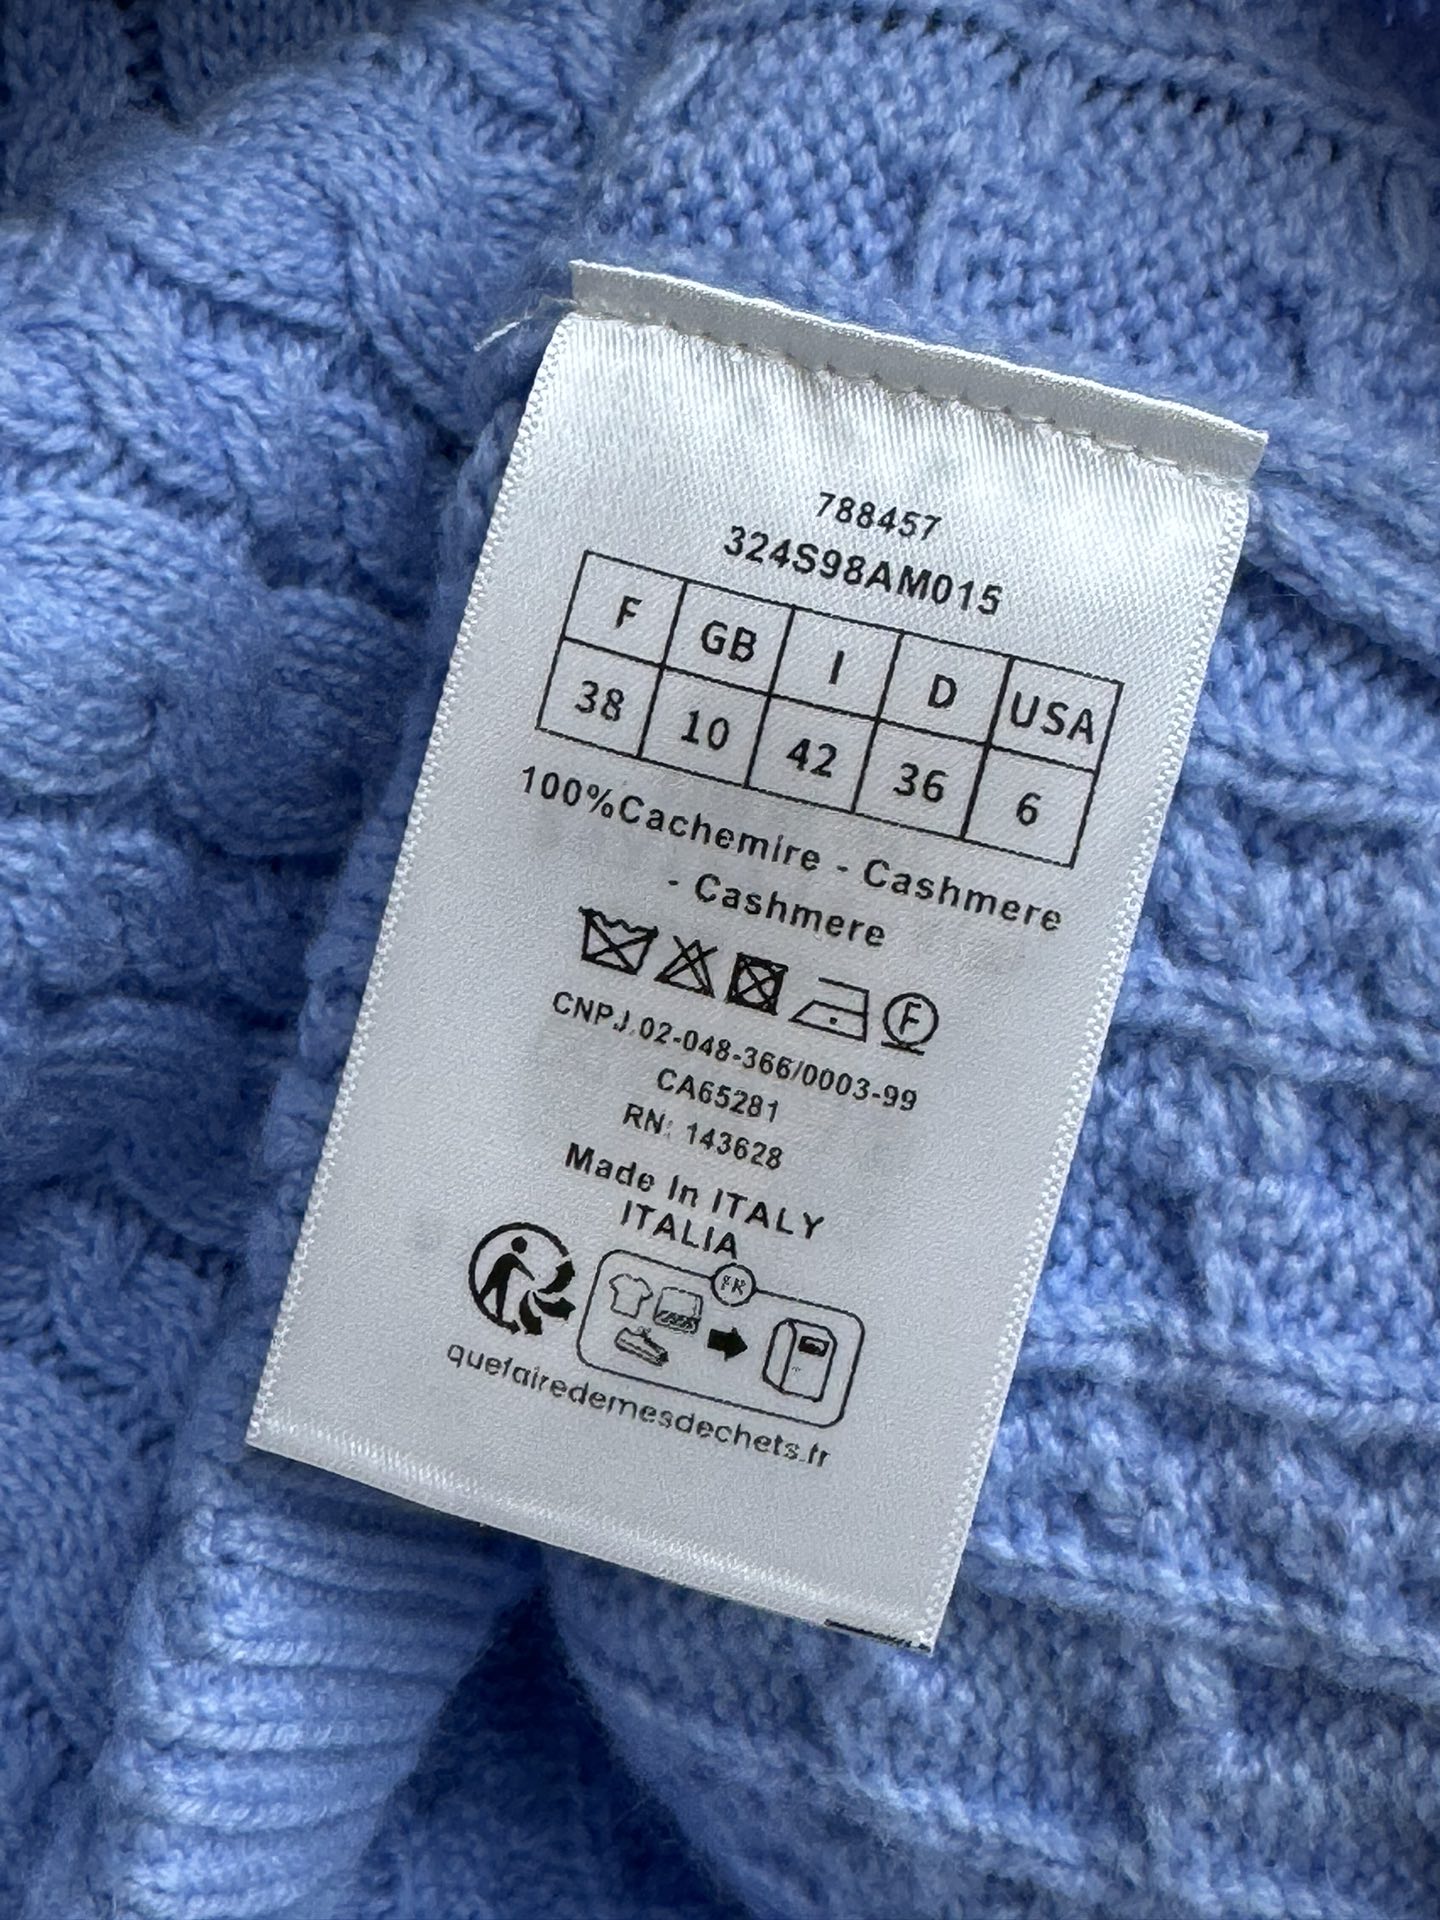 788457
324S98AM015
F GB I D USA
38 10 42 36 6
100%Cachemire - Cashmere
- Cashmere
F
CNPJ.02-048-366/0003-99
CA65281
RN: 143628
Made In ITALY
ITALIA
FR
quefairedemesdechets.fr